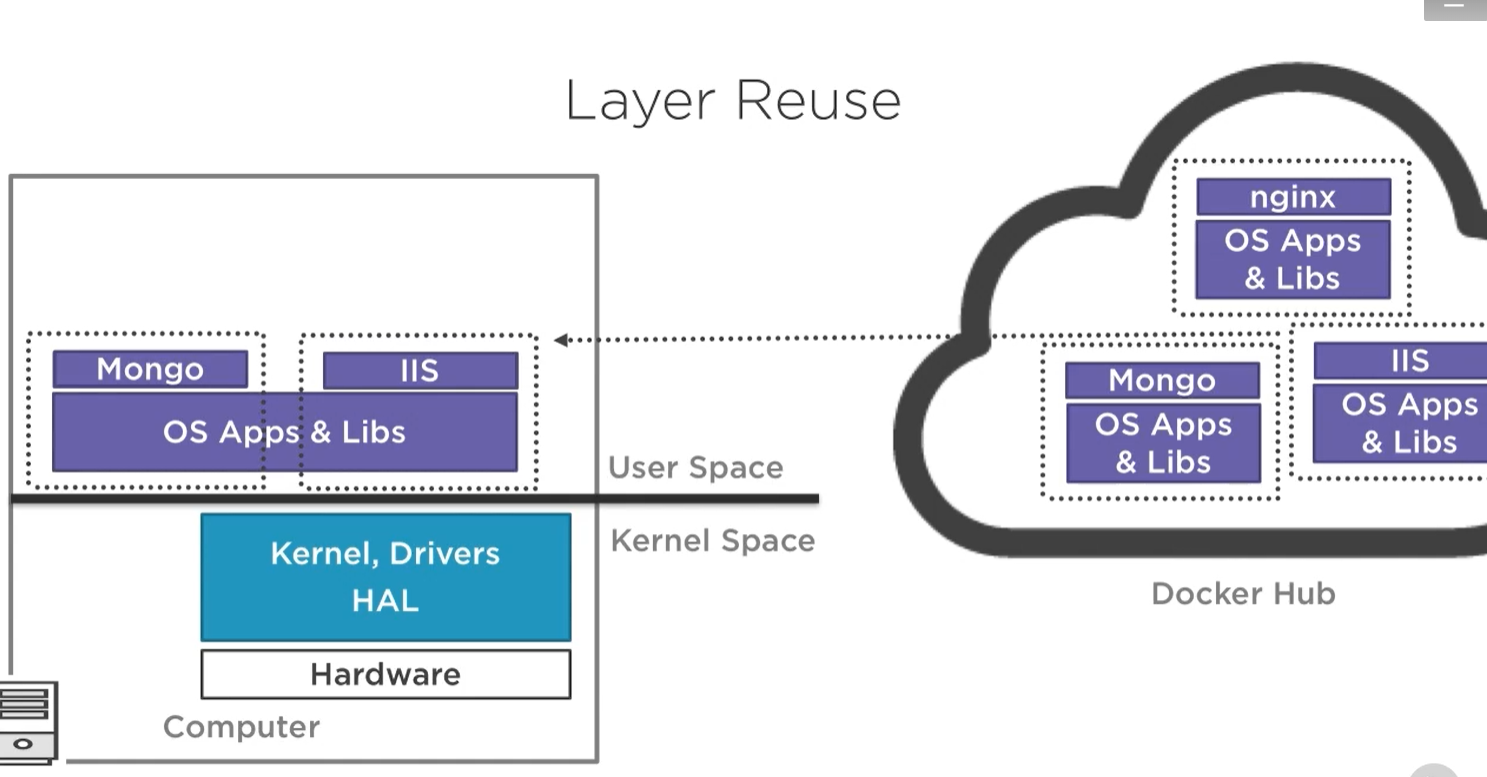 Layer Reuse
nginx
OS Apps
& Libs
Mongo
IIS
OS Apps & Libs
Mongo
OS Apps
& Libs
IIS
OS Apps
& Libs
User Space
Kernel Space
Kernel, Drivers
HAL
Hardware
Computer
Docker Hub